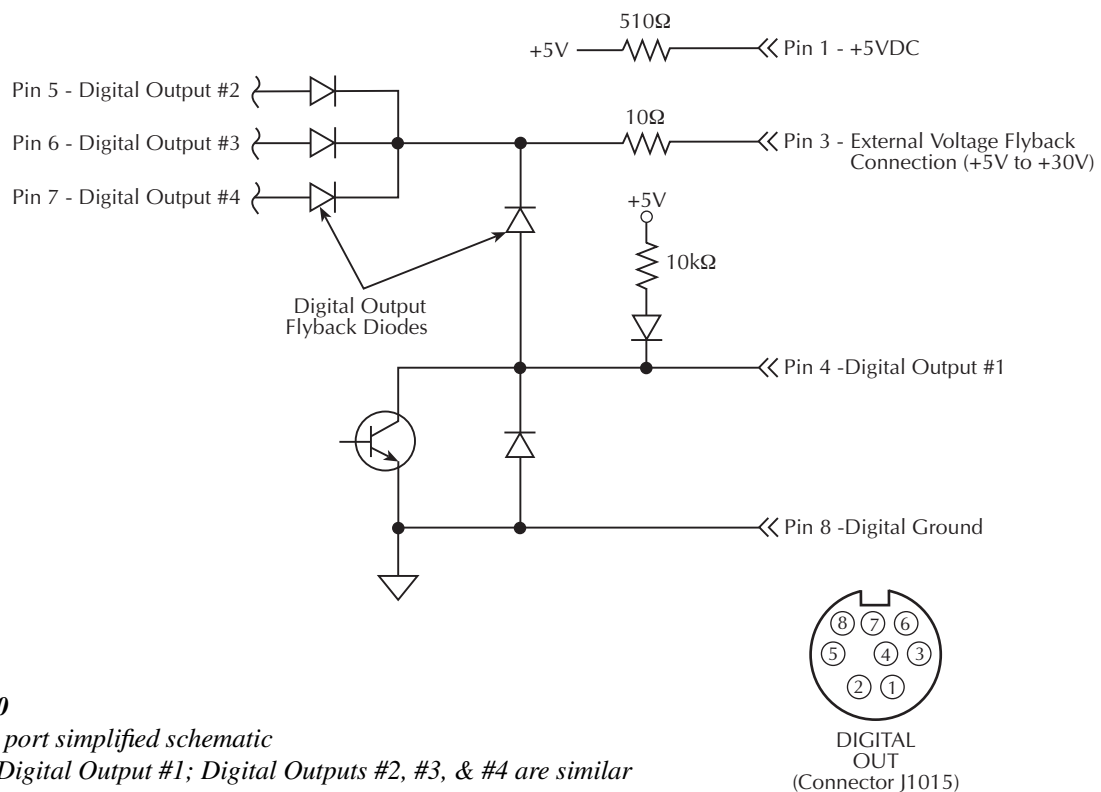 510Ω
+5V
Pin 1 - +5VDC
Pin 5 - Digital Output #2
Pin 6 - Digital Output #3
Pin 7 - Digital Output #4
10Ω
Pin 3 - External Voltage Flyback
Connection (+5V to +30V)
+5V
10kΩ
Digital Output
Flyback Diodes
Pin 4 -Digital Output #1
Pin 8 -Digital Ground
8 7 6
5 4 3
2 1
DIGITAL
OUT
(Connector J1015)
0
port simplified schematic
Digital Output #1; Digital Outputs #2, #3, & #4 are similar